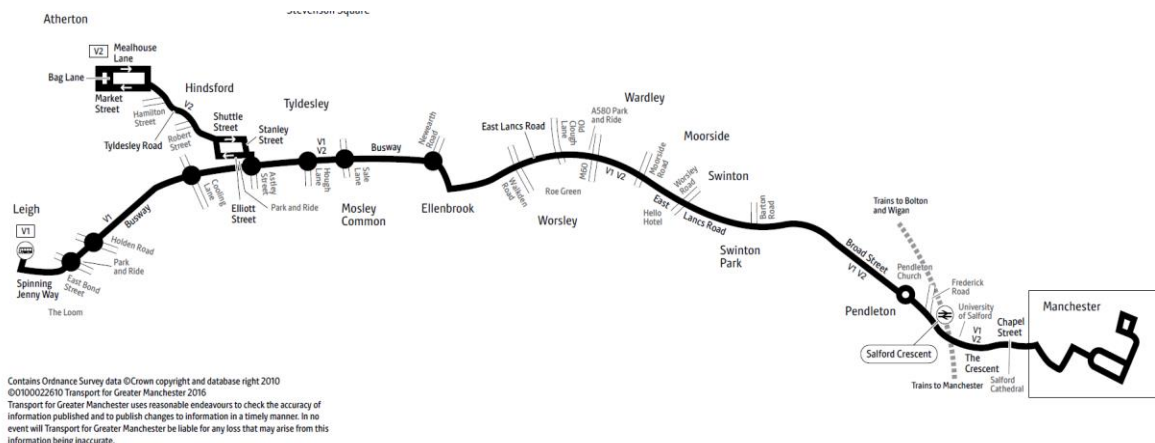 Stevenson Square
Atherton
V2
Mealhouse
Lane
Bag Lane
Market
Street
Hindsford
V2
Hamilton
Street
Tyldesley Road
Robert
Street
Shuttle
Street
Stanley
Street
Tyldesley
V1
V2
Busway
Newearth
Road
Cooling
Lane
Astley
Street
Elliott
Street
Park and Ride
Hough
Lane
Sale
Lane
Mosley
Common
Ellenbrook
East Lancs Road
Old
Clough
Lane
A580 Park
and Ride
Wardley
Walkden
Road
Roe Green
M60
V1 V2
Worsley
Moorside
Moorside
Road
Worsley
Road
Swinton
Hello
Hotel
East
Lancs Road
Barton
Road
Swinton
Park
Leigh
V1
V1
Busway
Holden Road
Park
and Ride
East Bond
Street
Spinning
Jenny Way
The Loom
Trains to Bolton
and Wigan
Broad Street
V1 V2
Pendleton
Church
Frederick
Road
Pendleton
University
of Salford
Salford Crescent
V1
V2
The
Crescent
Chapel
Street
Salford
Cathedral
Trains to Manchester
Manchester
Contains Ordnance Survey data ©Crown copyright and database right 2010
©0100022610 Transport for Greater Manchester 2016
Transport for Greater Manchester uses reasonable endeavours to check the accuracy of
information published and to publish changes to information in a timely manner. In no
event will Transport for Greater Manchester be liable for any loss that may arise from this
information being inaccurate.